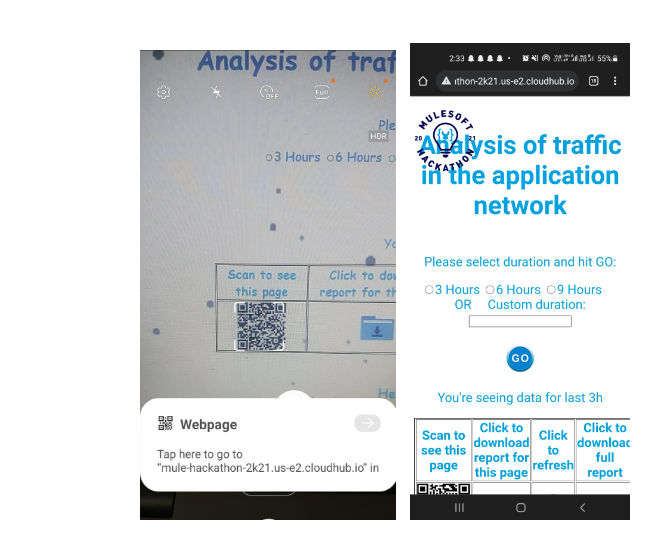 Analysis of traf
OFF
Full
HDR
Ple
3 Hours
6 Hours
Yo
Scan to see
this page
Click to dow
report for th
He
Webpage
Tap here to go to
"mule-hackathon-2k21.us-e2.cloudhub.io" in
2:33
55%
ıthon-2k21.us-e2.cloudhub.io
15
MULESOFT
20 21
HACKATHON
Analysis of traffic
in the application
network
Please select duration and hit GO:
3 Hours 6 Hours 9 Hours
OR Custom duration:
GO
You're seeing data for last 3h
Scan to
see this
page
Click to
download
report for
this page
Click
to
refresh
Click to
download
full
report